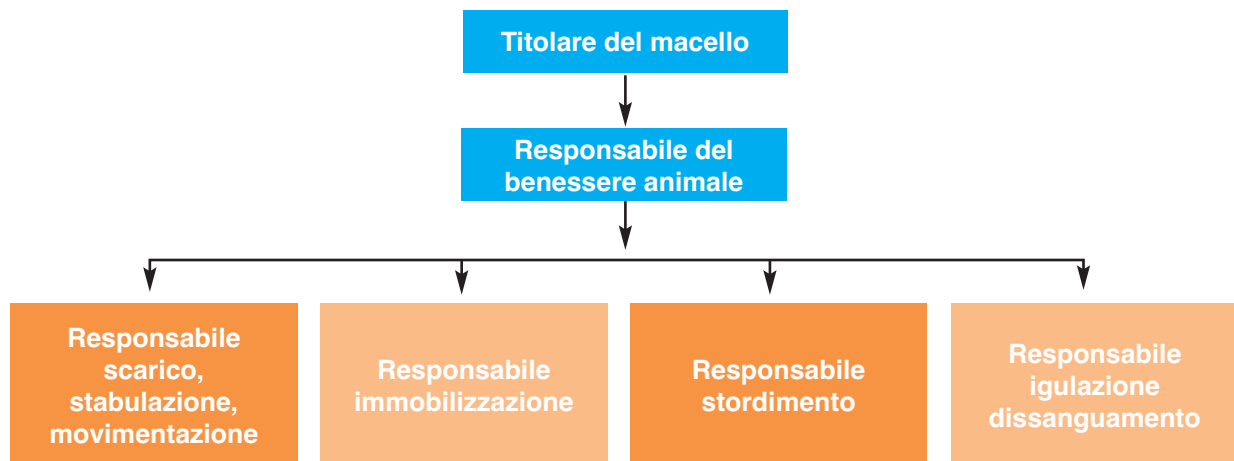 Titolare del macello
Responsabile del
benessere animale
Responsabile
scarico,
stabulazione,
movimentazione
Responsabile
immobilizzazione
Responsabile
stordimento
Responsabile
igulazione
dissanguamento